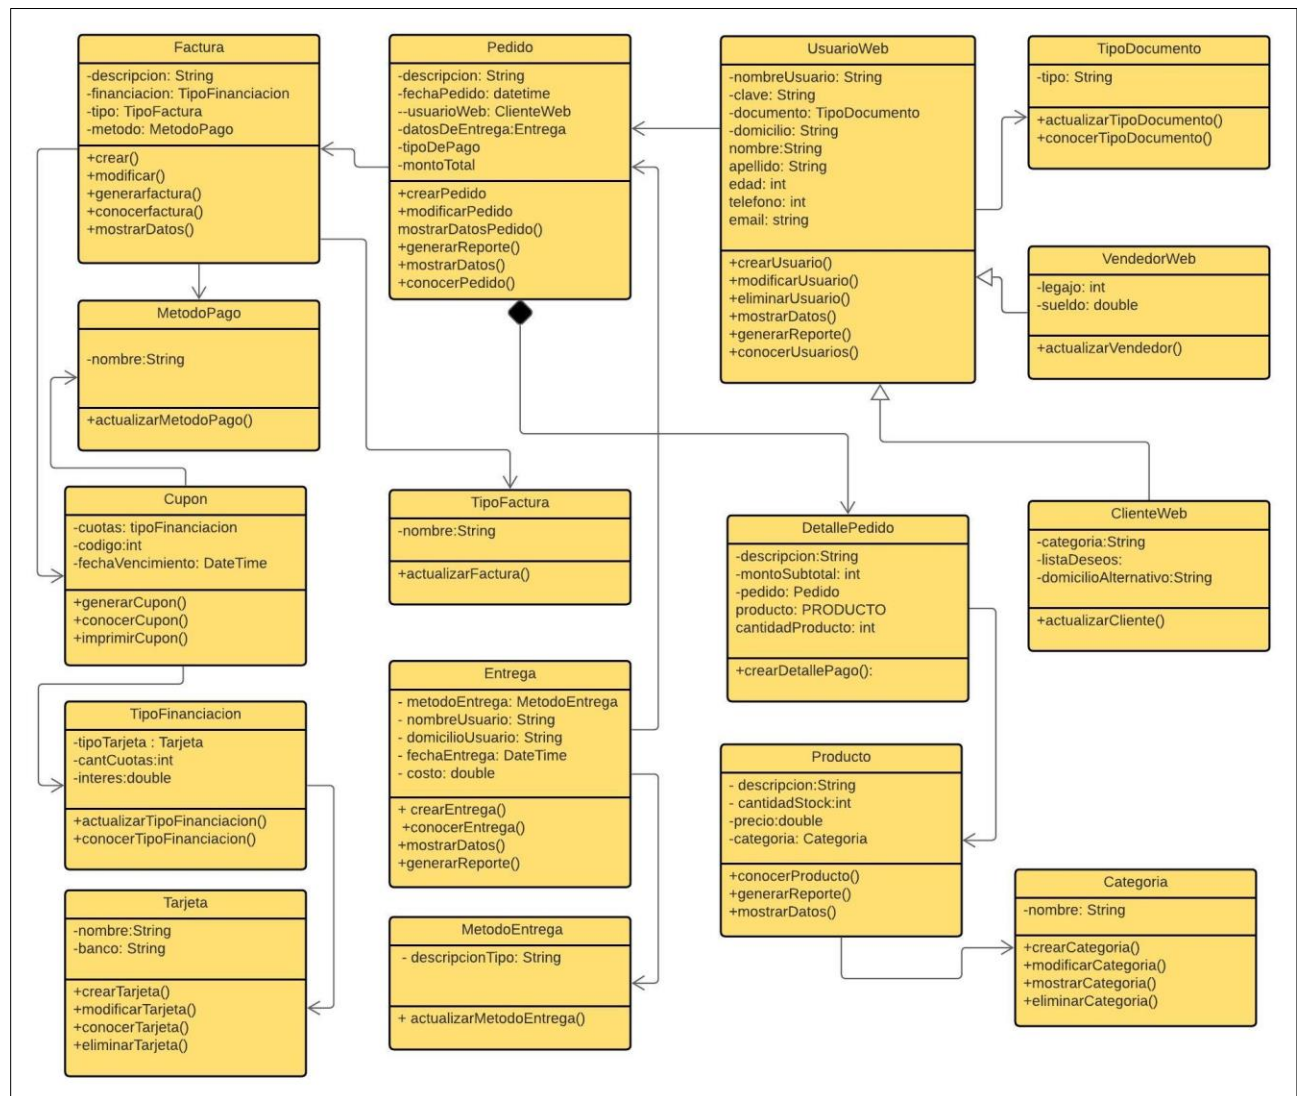 Factura
-descripcion: String
-financiacion: TipoFinanciacion
-tipo: TipoFactura
-metodo: MetodoPago
+crear()
+modificar()
+generarfactura()
+conocerfactura()
+mostrarDatos()
Pedido
-descripcion: String
-fechaPedido: datetime
--usuarioWeb: ClienteWeb
-datosDeEntrega:Entrega
-tipoDePago
-montoTotal
+crearPedido
+modificarPedido
mostrarDatosPedido()
+generarReporte()
+mostrarDatos()
+conocerPedido()
UsuarioWeb
-nombreUsuario: String
-clave: String
-documento: TipoDocumento
-domicilio: String
nombre:String
apellido: String
edad: int
telefono: int
email: string
+crearUsuario()
+modificarUsuario()
+eliminarUsuario()
+mostrarDatos()
+generarReporte()
+conocerUsuarios()
TipoDocumento
-tipo: String
+actualizarTipoDocumento()
+conocerTipoDocumento()
VendedorWeb
-legajo: int
-sueldo: double
+actualizarVendedor()
MetodoPago
-nombre:String
+actualizarMetodoPago()
Cupon
-cuotas: tipoFinanciacion
-codigo:int
-fechaVencimiento: DateTime
+generarCupon()
+conocerCupon()
+imprimirCupon()
TipoFactura
-nombre:String
+actualizarFactura()
DetallePedido
-descripcion:String
-montoSubtotal: int
-pedido: Pedido
producto: PRODUCTO
cantidadProducto: int
+crearDetallePago():
ClienteWeb
-categoria:String
-listaDeseos:
-domicilioAlternativo:String
+actualizarCliente()
TipoFinanciacion
-tipoTarjeta : Tarjeta
-cantCuotas:int
-interes:double
+actualizarTipoFinanciacion()
+conocerTipoFinanciacion()
Entrega
- metodoEntrega: MetodoEntrega
- nombreUsuario: String
- domicilioUsuario: String
- fechaEntrega: DateTime
- costo: double
+ crearEntrega()
+conocerEntrega()
+mostrarDatos()
+generarReporte()
Producto
- descripcion:String
- cantidadStock:int
-precio:double
-categoria: Categoria
+conocerProducto()
+generarReporte()
+mostrarDatos()
Tarjeta
-nombre:String
-banco: String
+crearTarjeta()
+modificarTarjeta()
+conocerTarjeta()
+eliminarTarjeta()
MetodoEntrega
- descripcionTipo: String
+ actualizarMetodoEntrega()
Categoria
-nombre: String
+crearCategoria()
+modificarCategoria()
+mostrarCategoria()
+eliminarCategoria()